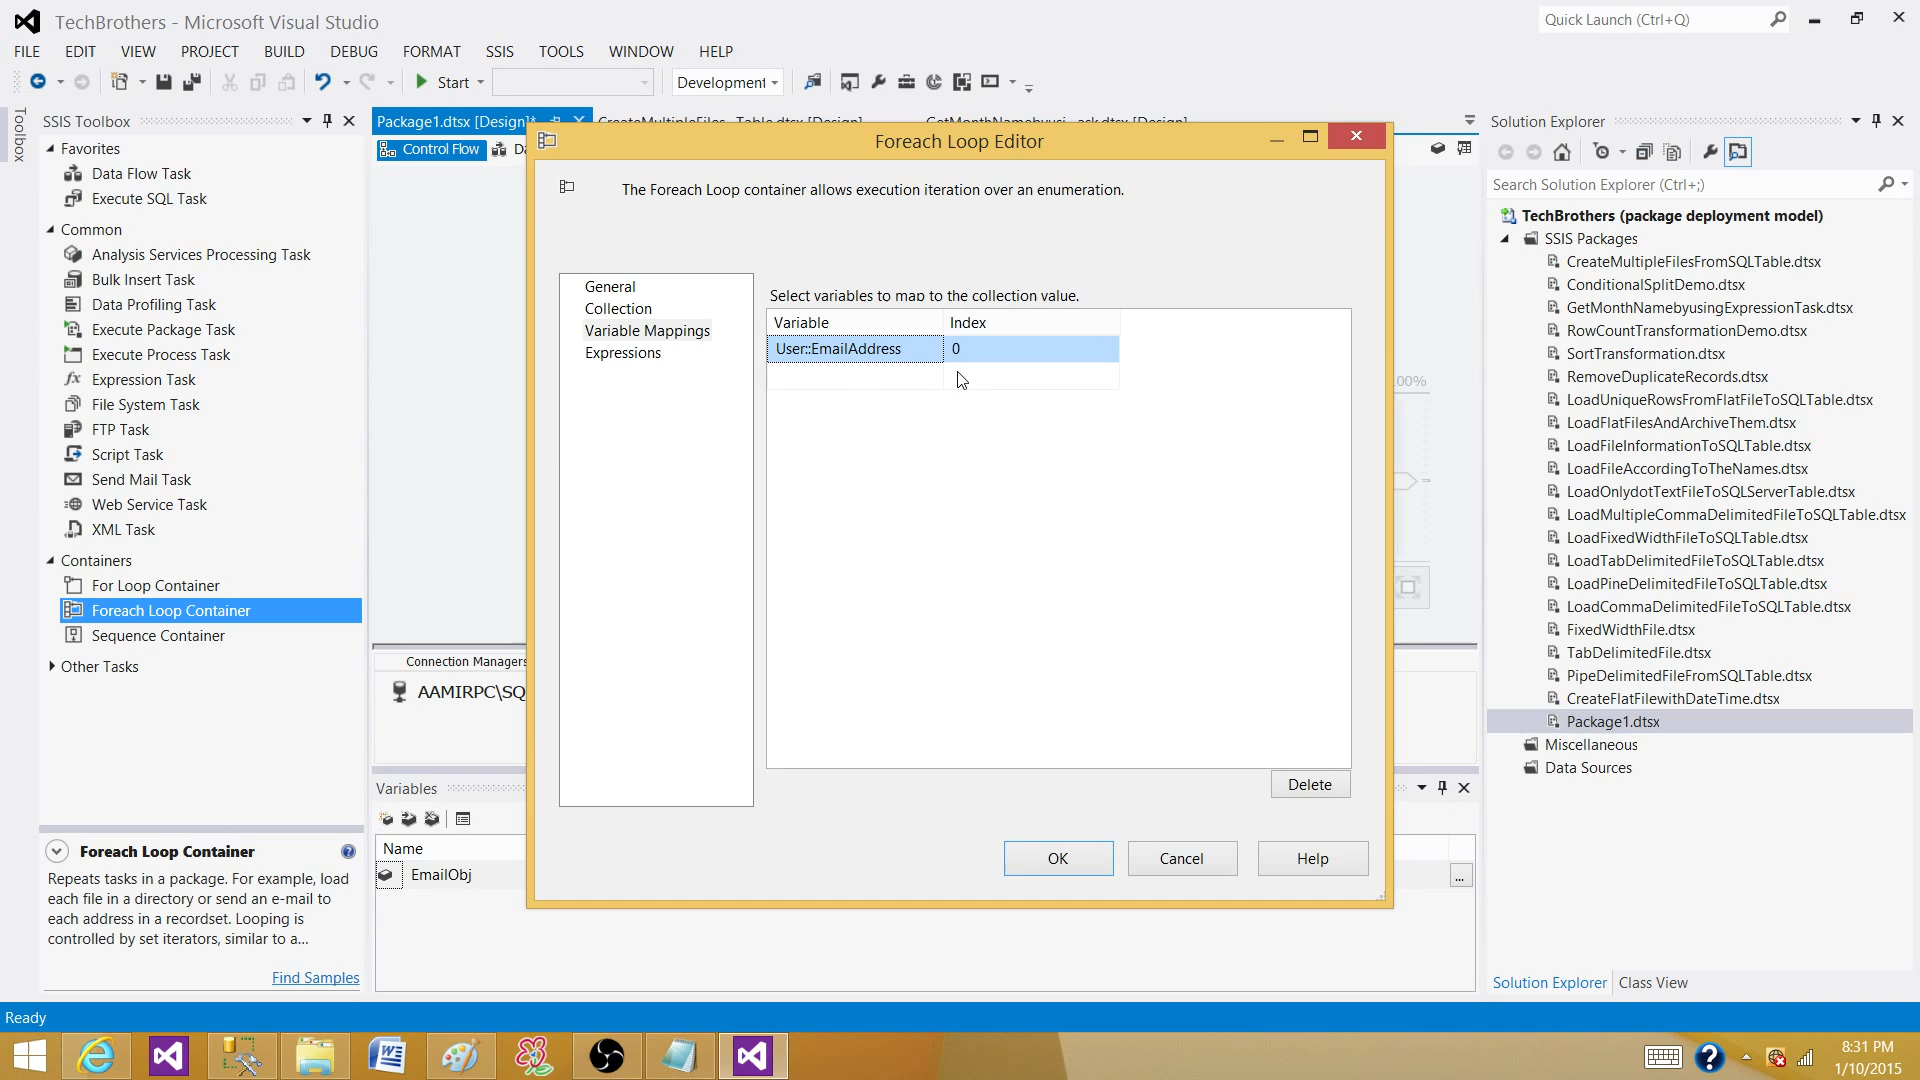 TechBrothers - Microsoft Visual Studio
Quick Launch (Ctrl+Q)
FILE EDIT VIEW PROJECT BUILD DEBUG FORMAT SSIS TOOLS WINDOW HELP
Start
Development
Toolbox
SSIS Toolbox
Favorites
Data Flow Task
Execute SQL Task
Common
Analysis Services Processing Task
Bulk Insert Task
Data Profiling Task
Execute Package Task
Execute Process Task
Expression Task
File System Task
FTP Task
Script Task
Send Mail Task
Web Service Task
XML Task
Containers
For Loop Container
Foreach Loop Container
Sequence Container
Other Tasks
Foreach Loop Container
Repeats tasks in a package. For example, load
each file in a directory or send an e-mail to
each address in a recordset. Looping is
controlled by set iterators, similar to a...
Find Samples
Package1.dtsx [Design]*
Control Flow
Connection Managers
AAMIRPC\SQ
Variables
Name
EmailObj
...
Foreach Loop Editor
The Foreach Loop container allows execution iteration over an enumeration.
General
Collection
Variable Mappings
Expressions
Select variables to map to the collection value.
Variable Index
User::EmailAddress 0
Delete
OK Cancel Help
Solution Explorer
Search Solution Explorer (Ctrl+;)
TechBrothers (package deployment model)
SSIS Packages
CreateMultipleFilesFromSQLTable.dtsx
ConditionalSplitDemo.dtsx
GetMonthNamebyusingExpressionTask.dtsx
RowCountTransformationDemo.dtsx
SortTransformation.dtsx
RemoveDuplicateRecords.dtsx
LoadUniqueRowsFromFlatFileToSQLTable.dtsx
LoadFlatFilesAndArchiveThem.dtsx
LoadFileInformationToSQLTable.dtsx
LoadFileAccordingToTheNames.dtsx
LoadOnlydotTextFileToSQLServerTable.dtsx
LoadMultipleCommaDelimitedFileToSQLTable.dtsx
LoadFixedWidthFileToSQLTable.dtsx
LoadTabDelimitedFileToSQLTable.dtsx
LoadPineDelimitedFileToSQLTable.dtsx
LoadCommaDelimitedFileToSQLTable.dtsx
FixedWidthFile.dtsx
TabDelimitedFile.dtsx
PipeDelimitedFileFromSQLTable.dtsx
CreateFlatFilewithDateTime.dtsx
Package1.dtsx
Miscellaneous
Data Sources
Solution Explorer Class View
Ready
8:31 PM
1/10/2015